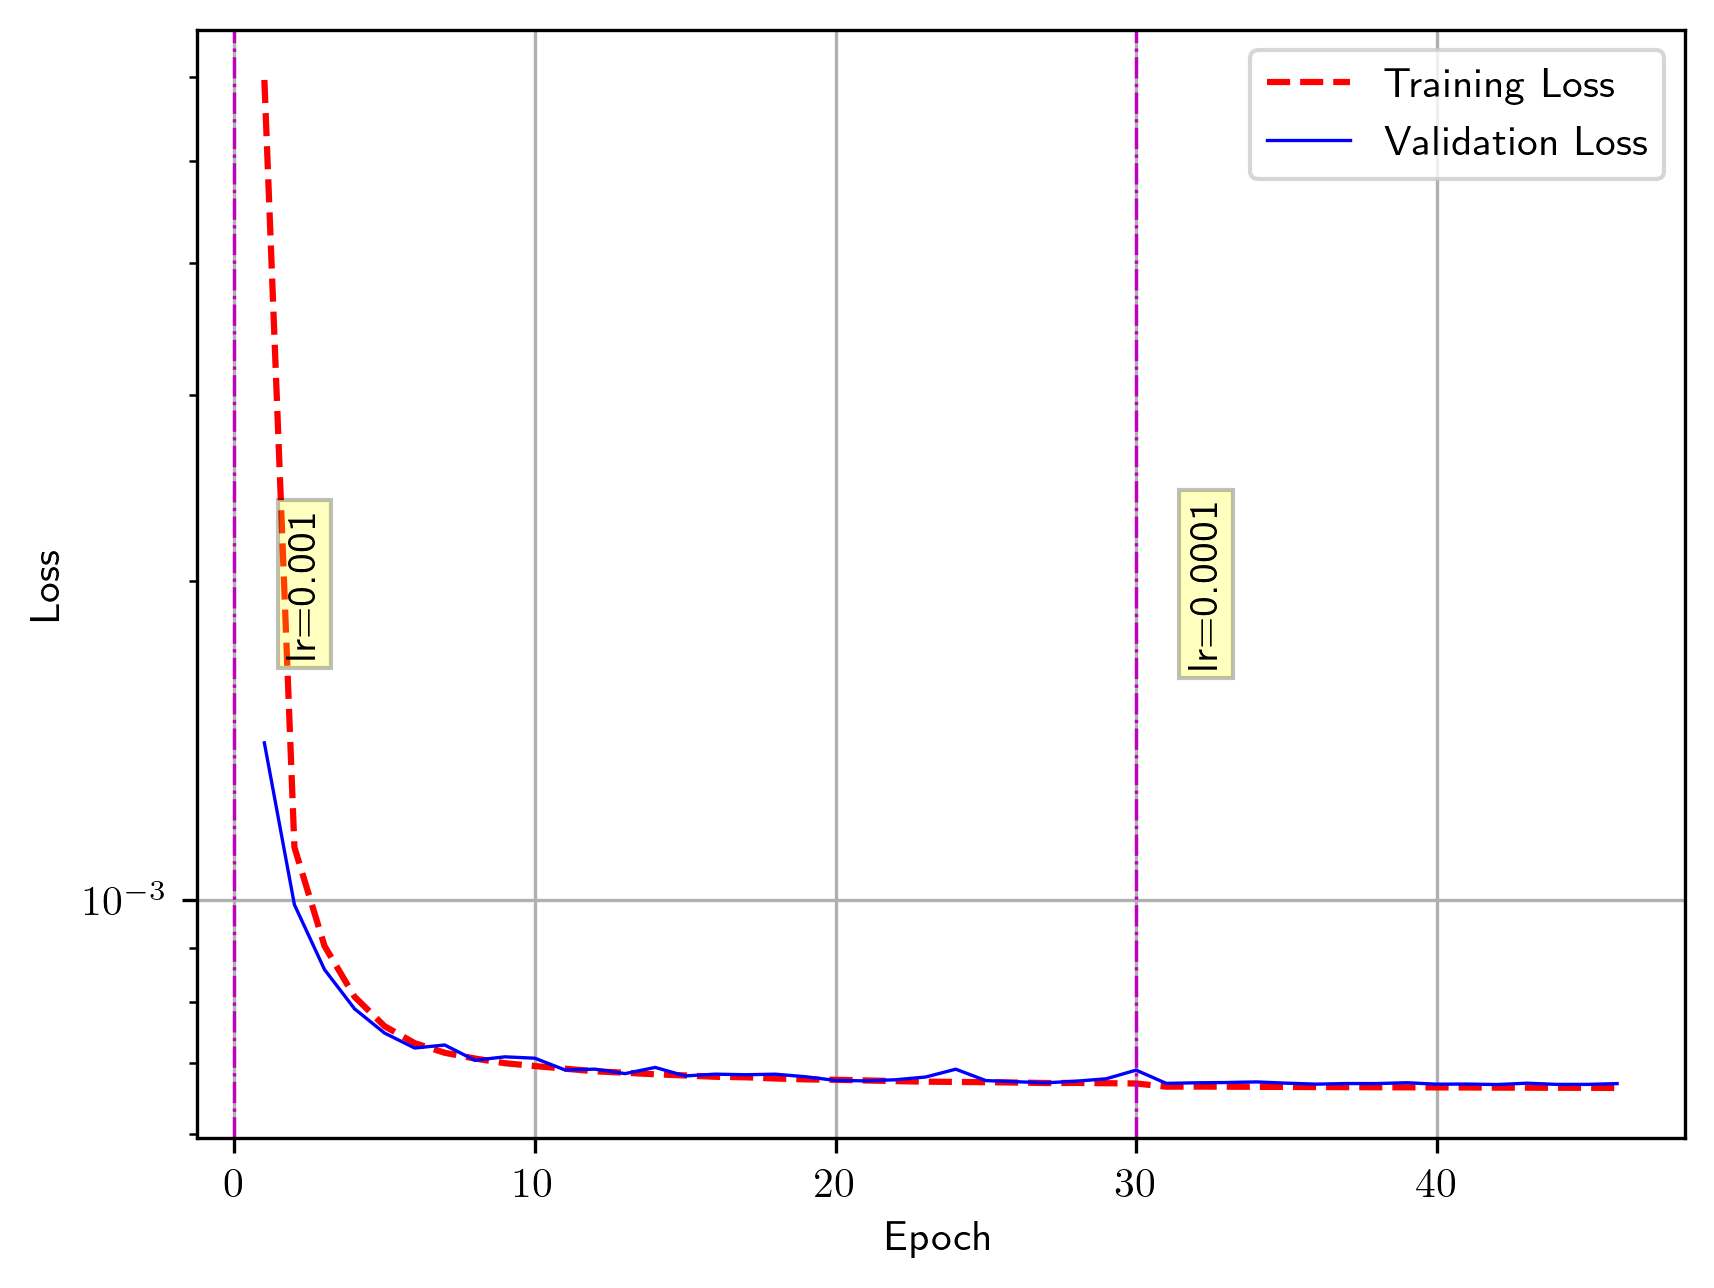 Training Loss
Validation Loss
Loss
lr=0.001
lr=0.0001
10⁻³
0 10 20 30 40
Epoch